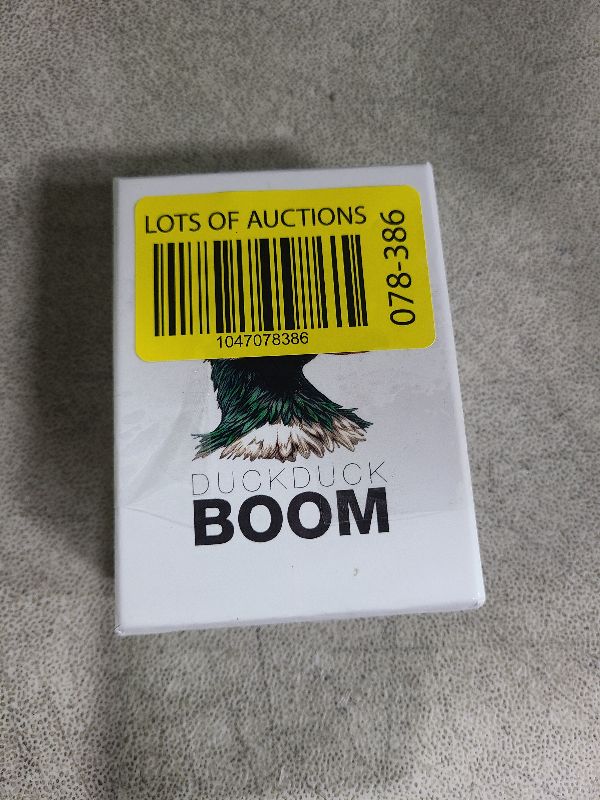 LOTS OF AUCTIONS
078-386
1047078386
DUCKDUCK
BOOM